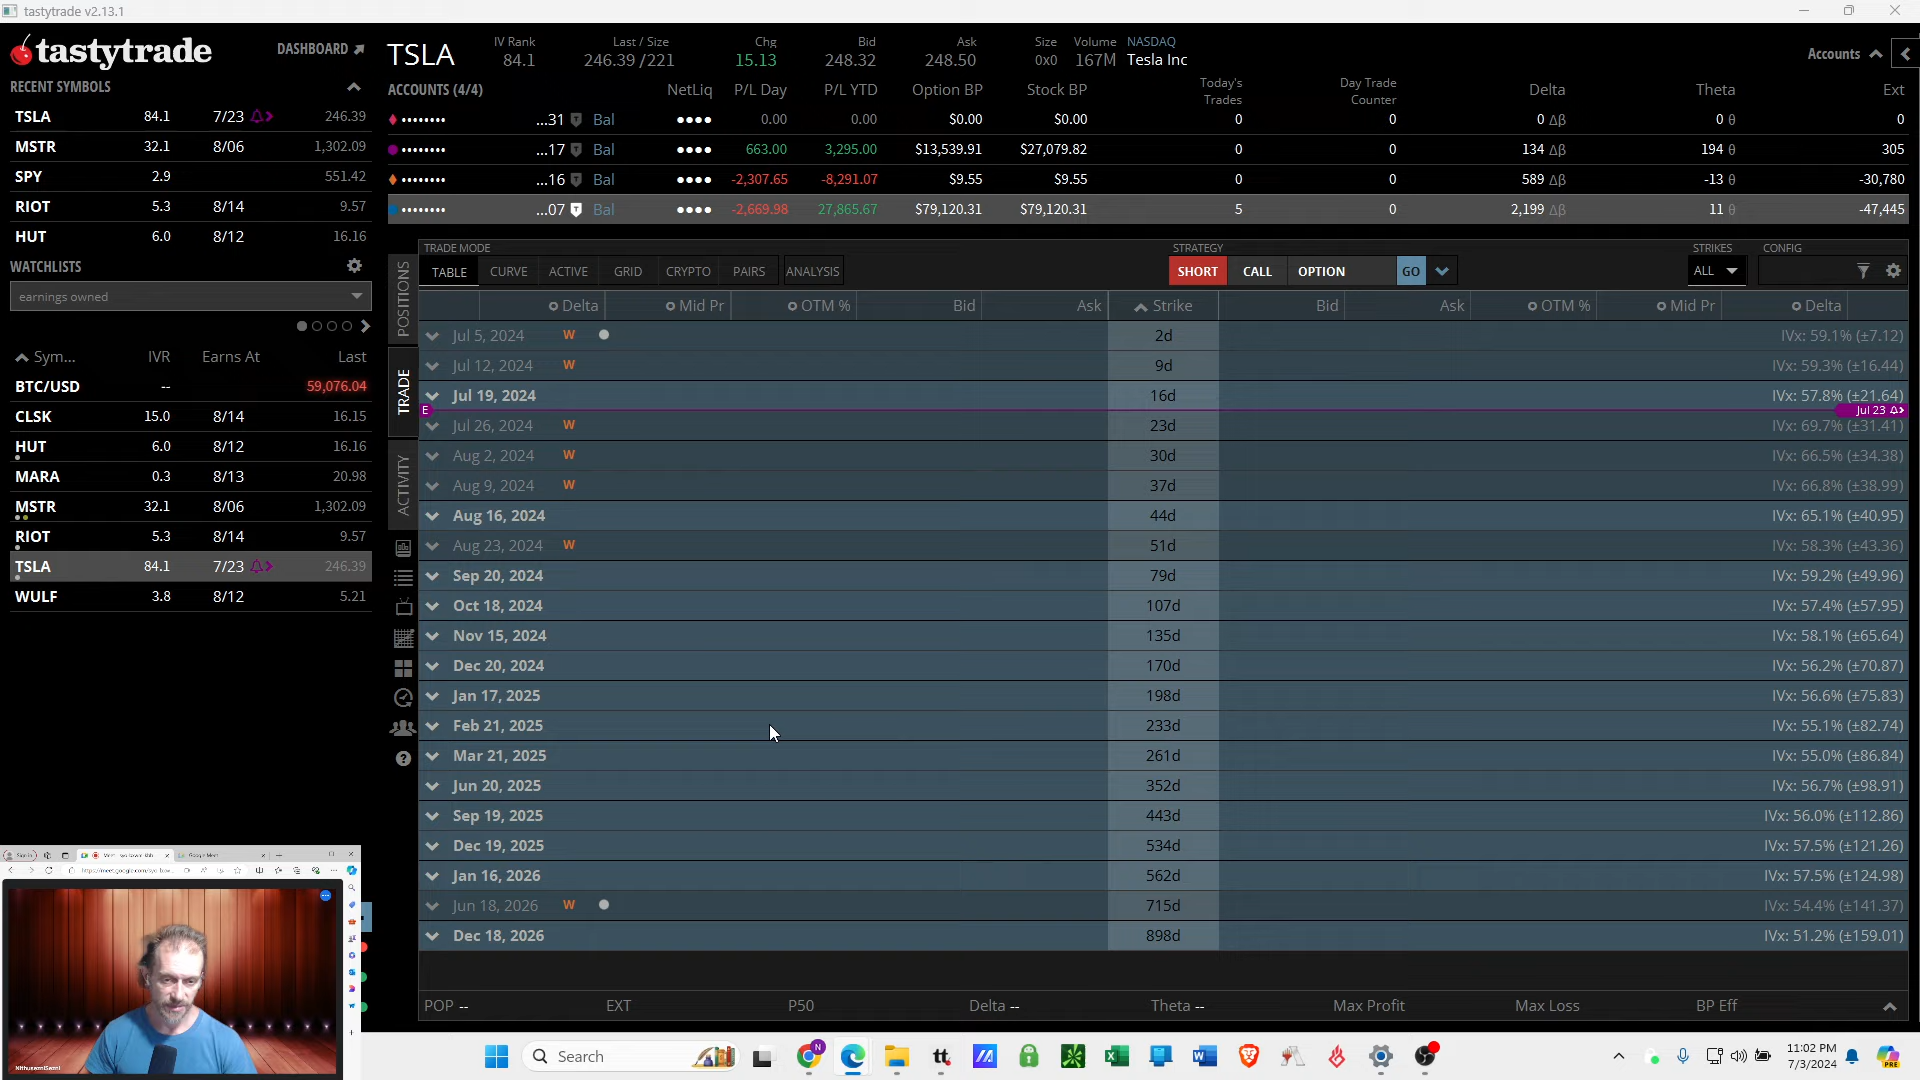 tastytrade v2.13.1
tastytrade
DASHBOARD
TSLA
IV Rank
84.1
Last / Size
246.39 /221
Chg
15.13
Bid
248.32
Ask
248.50
Size
0x0
Volume
167M
NASDAQ
Tesla Inc
Accounts
RECENT SYMBOLS
TSLA 84.1 7/23 246.39
MSTR 32.1 8/06 1,302.09
SPY 2.9 551.42
RIOT 5.3 8/14 9.57
HUT 6.0 8/12 16.16
WATCHLISTS
earnings owned
Sym... IVR Earns At Last
BTC/USD -- 59,076.04
CLSK 15.0 8/14 16.15
HUT 6.0 8/12 16.16
MARA 0.3 8/13 20.98
MSTR 32.1 8/06 1,302.09
RIOT 5.3 8/14 9.57
TSLA 84.1 7/23 246.39
WULF 3.8 8/12 5.21
ACCOUNTS (4/4) NetLiq P/L Day P/L YTD Option BP Stock BP Today's Trades Day Trade Counter Delta Theta Ext
...31 Bal 0.00 0.00 $0.00 $0.00 0 0 0 Δβ 0 θ 0
...17 Bal 663.00 3,295.00 $13,539.91 $27,079.82 0 0 134 Δβ 194 θ 305
...16 Bal -2,307.65 -8,291.07 $9.55 $9.55 0 0 589 Δβ -13 θ -30,780
...07 Bal -2,669.98 27,865.67 $79,120.31 $79,120.31 5 0 2,199 Δβ 11 θ -47,445
POSITIONS
TRADE
ACTIVITY
TRADE MODE STRATEGY STRIKES CONFIG
TABLE CURVE ACTIVE GRID CRYPTO PAIRS ANALYSIS SHORT CALL OPTION GO ALL
Delta Mid Pr OTM % Bid Ask Strike Bid Ask OTM % Mid Pr Delta
Jul 5, 2024 W 2d IVx: 59.1% (±7.12)
Jul 12, 2024 W 9d IVx: 59.3% (±16.44)
Jul 19, 2024 16d IVx: 57.8% (±21.64)
E Jul 23
Jul 26, 2024 W 23d IVx: 69.7% (±31.41)
Aug 2, 2024 W 30d IVx: 66.5% (±34.38)
Aug 9, 2024 W 37d IVx: 66.8% (±38.99)
Aug 16, 2024 44d IVx: 65.1% (±40.95)
Aug 23, 2024 W 51d IVx: 58.3% (±43.36)
Sep 20, 2024 79d IVx: 59.2% (±49.96)
Oct 18, 2024 107d IVx: 57.4% (±57.95)
Nov 15, 2024 135d IVx: 58.1% (±65.64)
Dec 20, 2024 170d IVx: 56.2% (±70.87)
Jan 17, 2025 198d IVx: 56.6% (±75.83)
Feb 21, 2025 233d IVx: 55.1% (±82.74)
Mar 21, 2025 261d IVx: 55.0% (±86.84)
Jun 20, 2025 352d IVx: 56.7% (±98.91)
Sep 19, 2025 443d IVx: 56.0% (±112.86)
Dec 19, 2025 534d IVx: 57.5% (±121.26)
Jan 16, 2026 562d IVx: 57.5% (±124.98)
Jun 18, 2026 W 715d IVx: 54.4% (±141.37)
Dec 18, 2026 898d IVx: 51.2% (±159.01)
POP -- EXT P50 Delta -- Theta -- Max Profit Max Loss BP Eff
Search
11:02 PM
7/3/2024